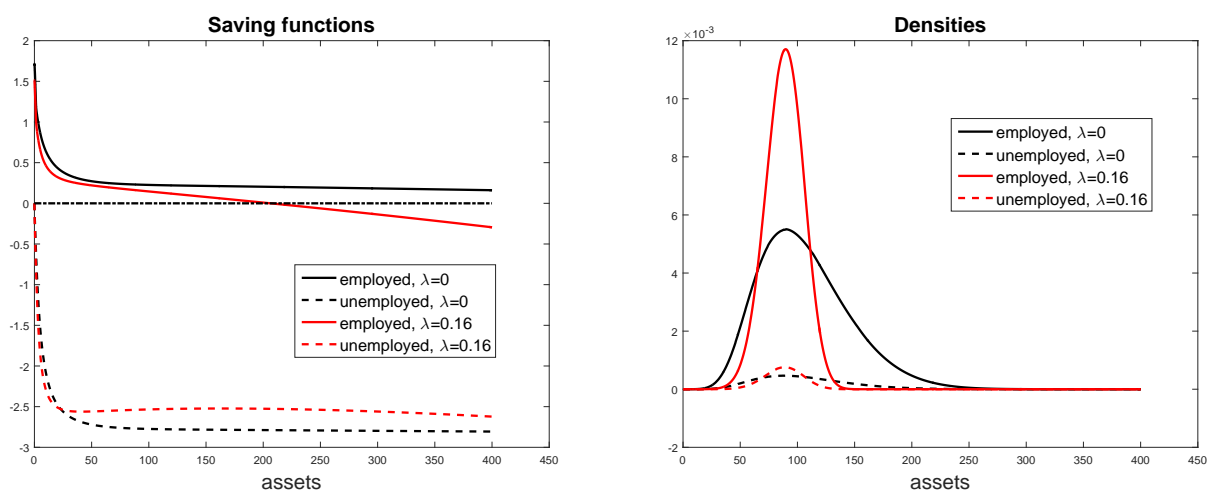 Saving functions
2
1.5
1
0.5
0
-0.5
-1
-1.5
-2
-2.5
-3
0 50 100 150 200 250 300 350 400 450
assets
employed, λ=0
unemployed, λ=0
employed, λ=0.16
unemployed, λ=0.16
Densities
×10⁻³
12
10
8
6
4
2
0
-2
0 50 100 150 200 250 300 350 400 450
assets
employed, λ=0
unemployed, λ=0
employed, λ=0.16
unemployed, λ=0.16